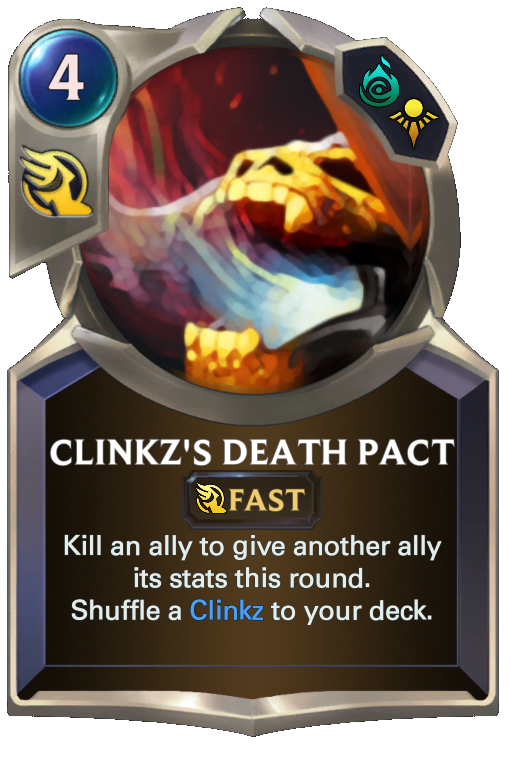 4
CLINKZ'S DEATH PACT
FAST
Kill an ally to give another ally
its stats this round.
Shuffle a Clinkz to your deck.